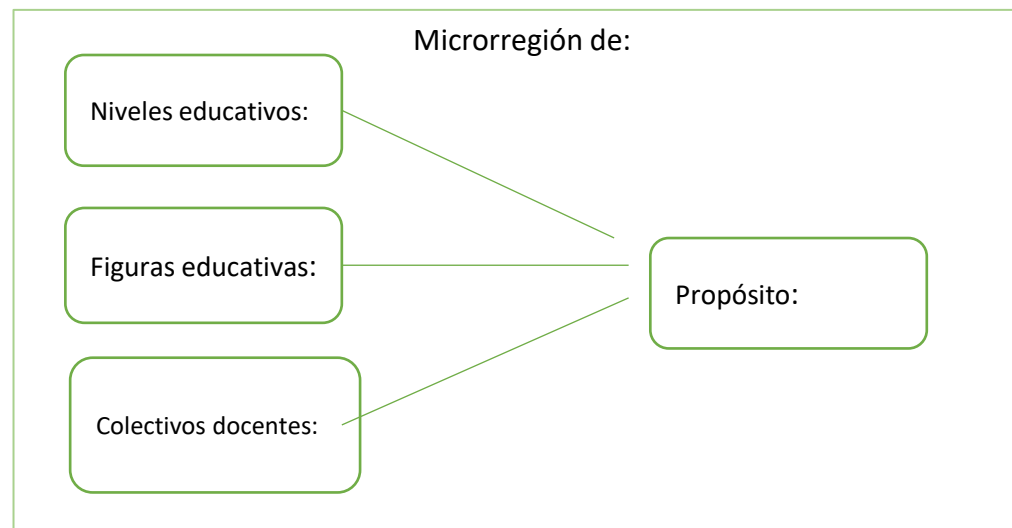 Microrregión de:
Niveles educativos:
Figuras educativas:
Propósito:
Colectivos docentes: